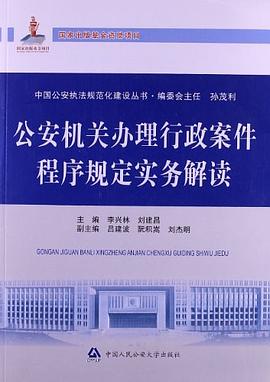 国家出版基金资助项目
中国公安执法规范化建设丛书·编委会主任 孙茂利
公安机关办理行政案件
程序规定实务解读
主编 李兴林 刘建昌
副主编 吕建波 阮积嵩 刘杰明
GONGAN JIGUAN BANLI XINGZHENG ANJIAN CHENGXU GUIDING SHIWU JIEDU
中国人民公安大学出版社